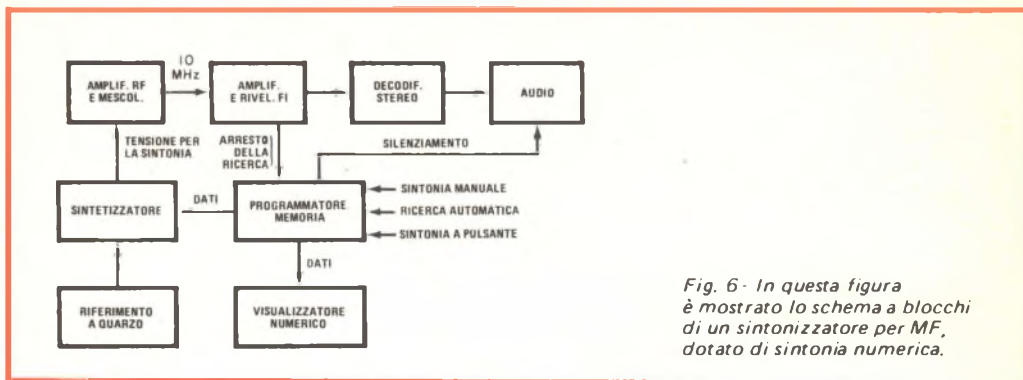 10
MHz
AMPLIF. RF
E MESCOL.
AMPLIF.
E RIVEL. FI
DECODIF.
STEREO
AUDIO
TENSIONE PER
LA SINTONIA
ARRESTO
DELLA
RICERCA
SILENZIAMENTO
SINTETIZZATORE
DATI
PROGRAMMATORE
MEMORIA
SINTONIA MANUALE
RICERCA AUTOMATICA
SINTONIA A PULSANTE
DATI
RIFERIMENTO
A QUARZO
VISUALIZZATORE
NUMERICO
Fig. 6 - In questa figura
è mostrato lo schema a blocchi
di un sintonizzatore per MF,
dotato di sintonia numerica.